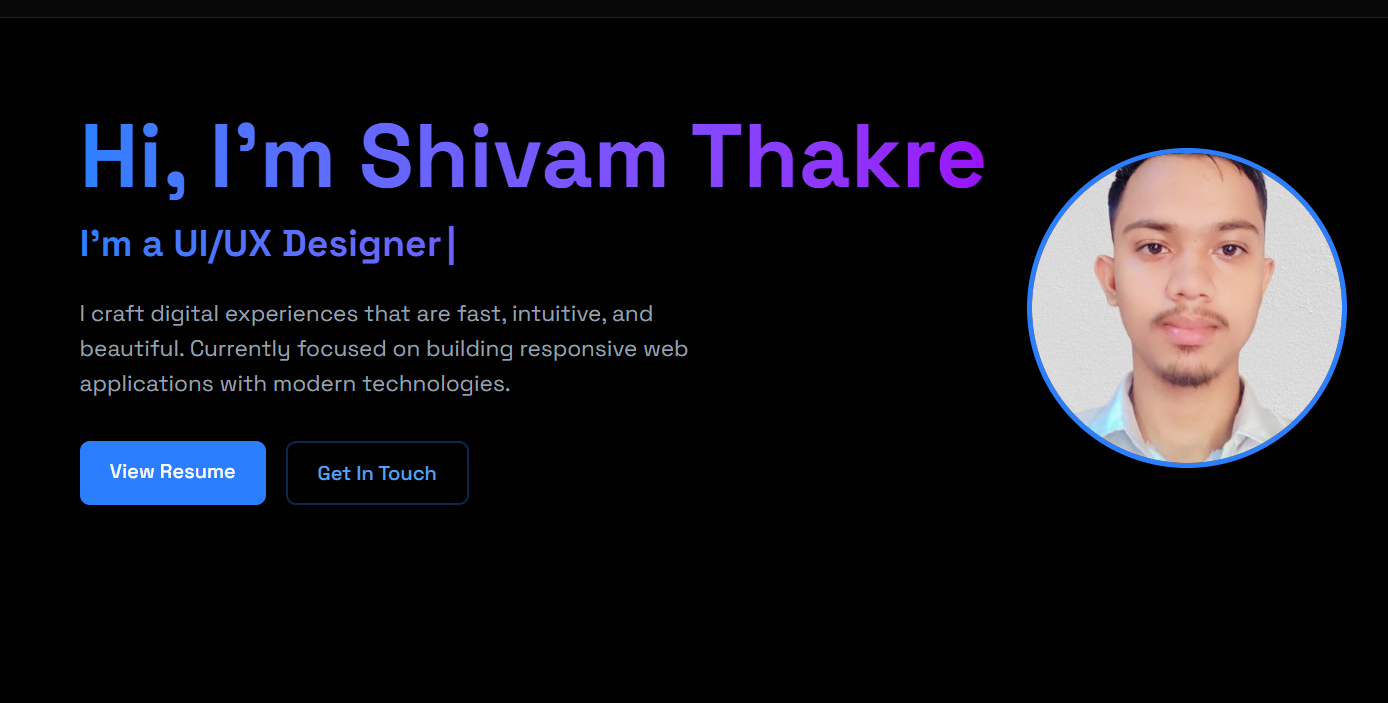 Hi, I’m Shivam Thakre
I’m a UI/UX Designer|
I craft digital experiences that are fast, intuitive, and
beautiful. Currently focused on building responsive web
applications with modern technologies.
View Resume
Get In Touch